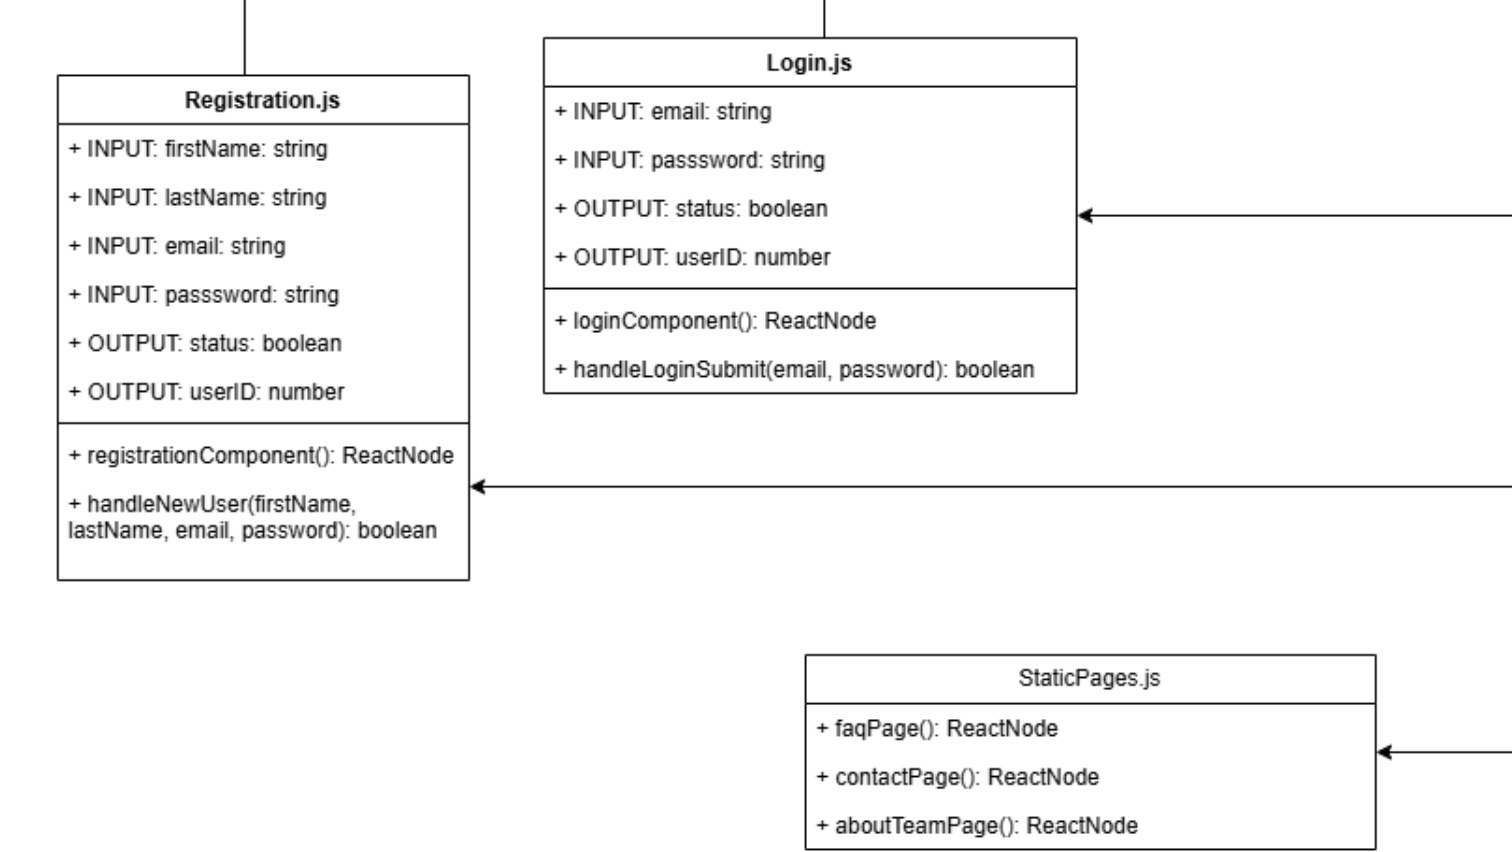 Registration.js
+ INPUT: firstName: string
+ INPUT: lastName: string
+ INPUT: email: string
+ INPUT: passsword: string
+ OUTPUT: status: boolean
+ OUTPUT: userID: number
+ registrationComponent(): ReactNode
+ handleNewUser(firstName,
lastName, email, password): boolean
Login.js
+ INPUT: email: string
+ INPUT: passsword: string
+ OUTPUT: status: boolean
+ OUTPUT: userID: number
+ loginComponent(): ReactNode
+ handleLoginSubmit(email, password): boolean
StaticPages.js
+ faqPage(): ReactNode
+ contactPage(): ReactNode
+ aboutTeamPage(): ReactNode